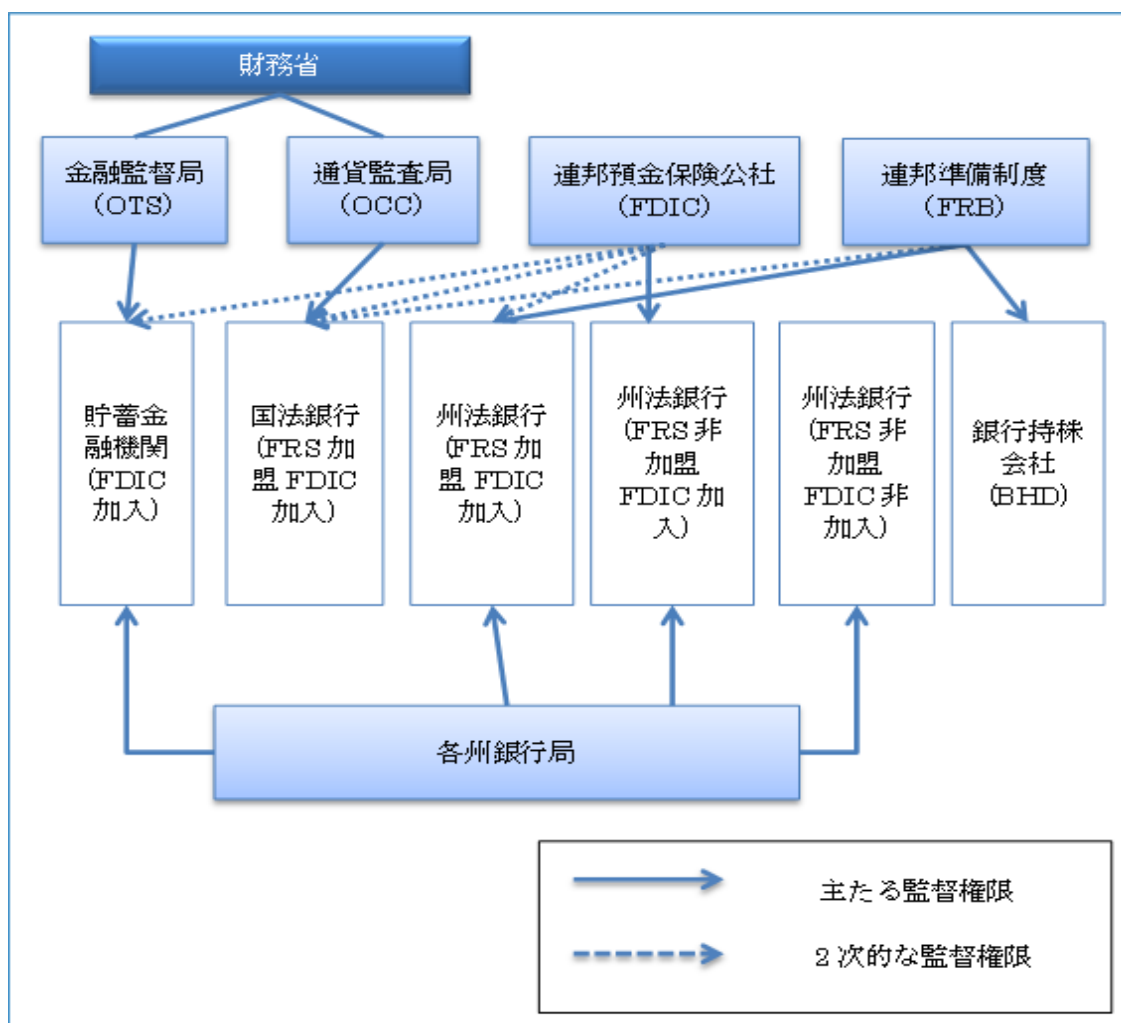 財務省
金融監督局
(OTS)
通貨監査局
(OCC)
連邦預金保険公社
(FDIC)
連邦準備制度
(FRB)
貯蓄金
融機関
(FDIC
加入)
国法銀行
(FRS 加
盟 FDIC
加入)
州法銀行
(FRS 加
盟 FDIC
加入)
州法銀行
(FRS 非
加盟
FDIC 加
入)
州法銀行
(FRS 非
加盟
FDIC 非
加入)
銀行持株
会社
(BHD)
各州銀行局
主たる監督権限
2 次的な監督権限